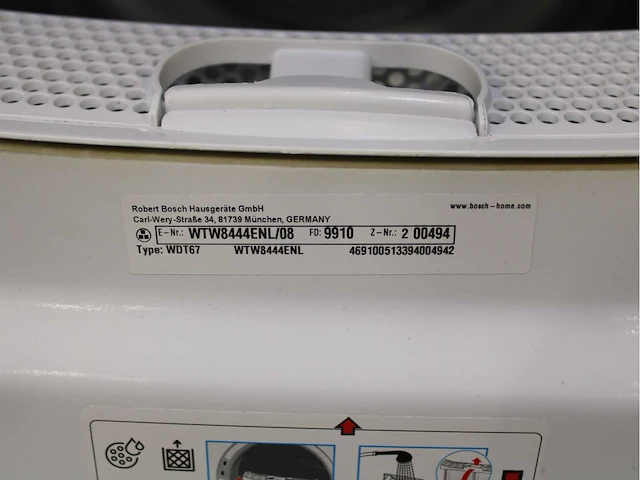 Robert Bosch Hausgeräte GmbH
www.bosch-home.com
Carl-Wery-Straße 34, 81739 München, GERMANY
E-Nr.: WTW8444ENL/08 FD: 9910 Z-Nr.: 2 00494
Type: WDT67 WTW8444ENL 469100513394004942